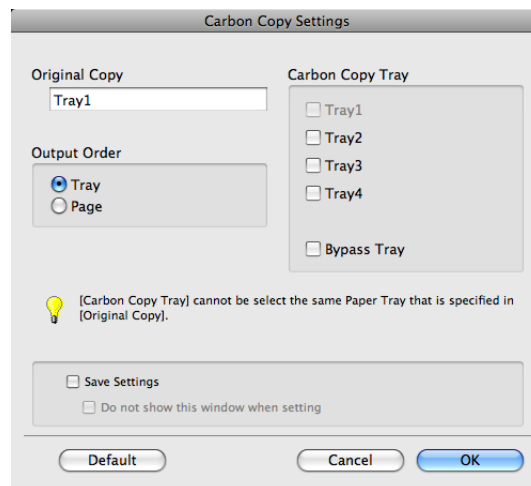 Carbon Copy Settings
Original Copy
Tray1
Output Order
Tray
Page
Carbon Copy Tray
Tray1
Tray2
Tray3
Tray4
Bypass Tray
[Carbon Copy Tray] cannot be select the same Paper Tray that is specified in
[Original Copy].
Save Settings
Do not show this window when setting
Default
Cancel
OK